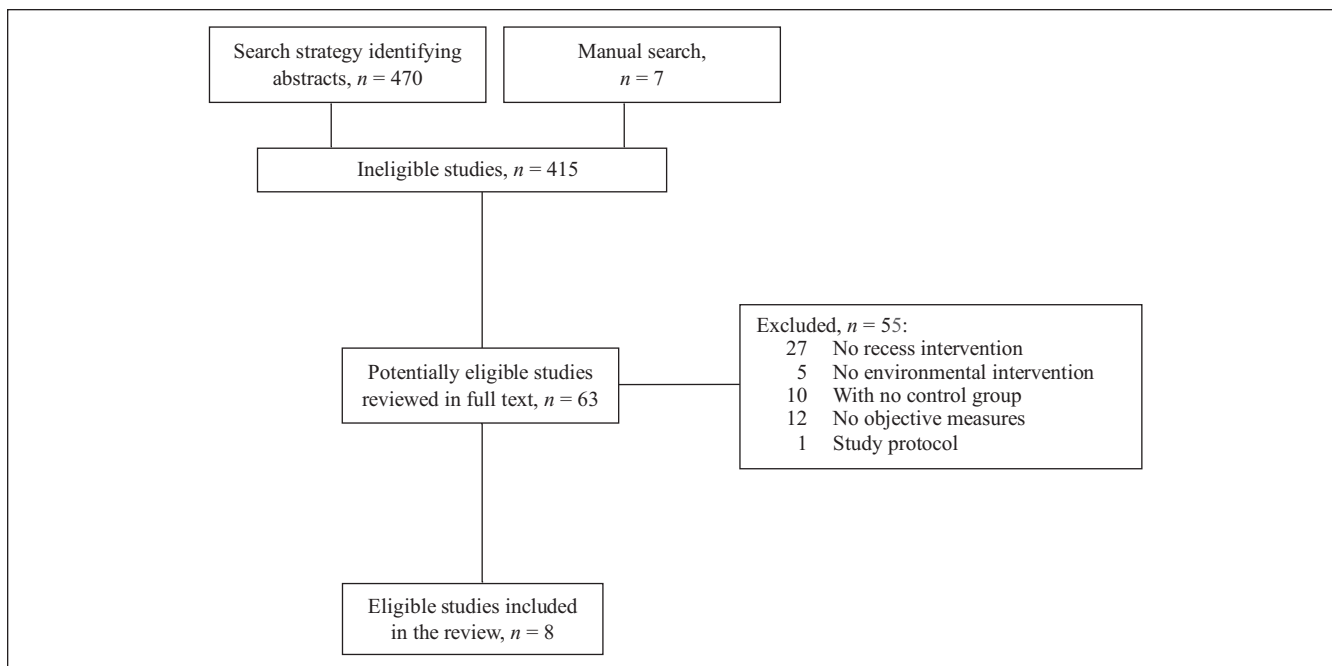 Search strategy identifying
abstracts, n = 470
Manual search,
n = 7
Ineligible studies, n = 415
Excluded, n = 55:
27 No recess intervention
5 No environmental intervention
10 With no control group
12 No objective measures
1 Study protocol
Potentially eligible studies
reviewed in full text, n = 63
Eligible studies included
in the review, n = 8